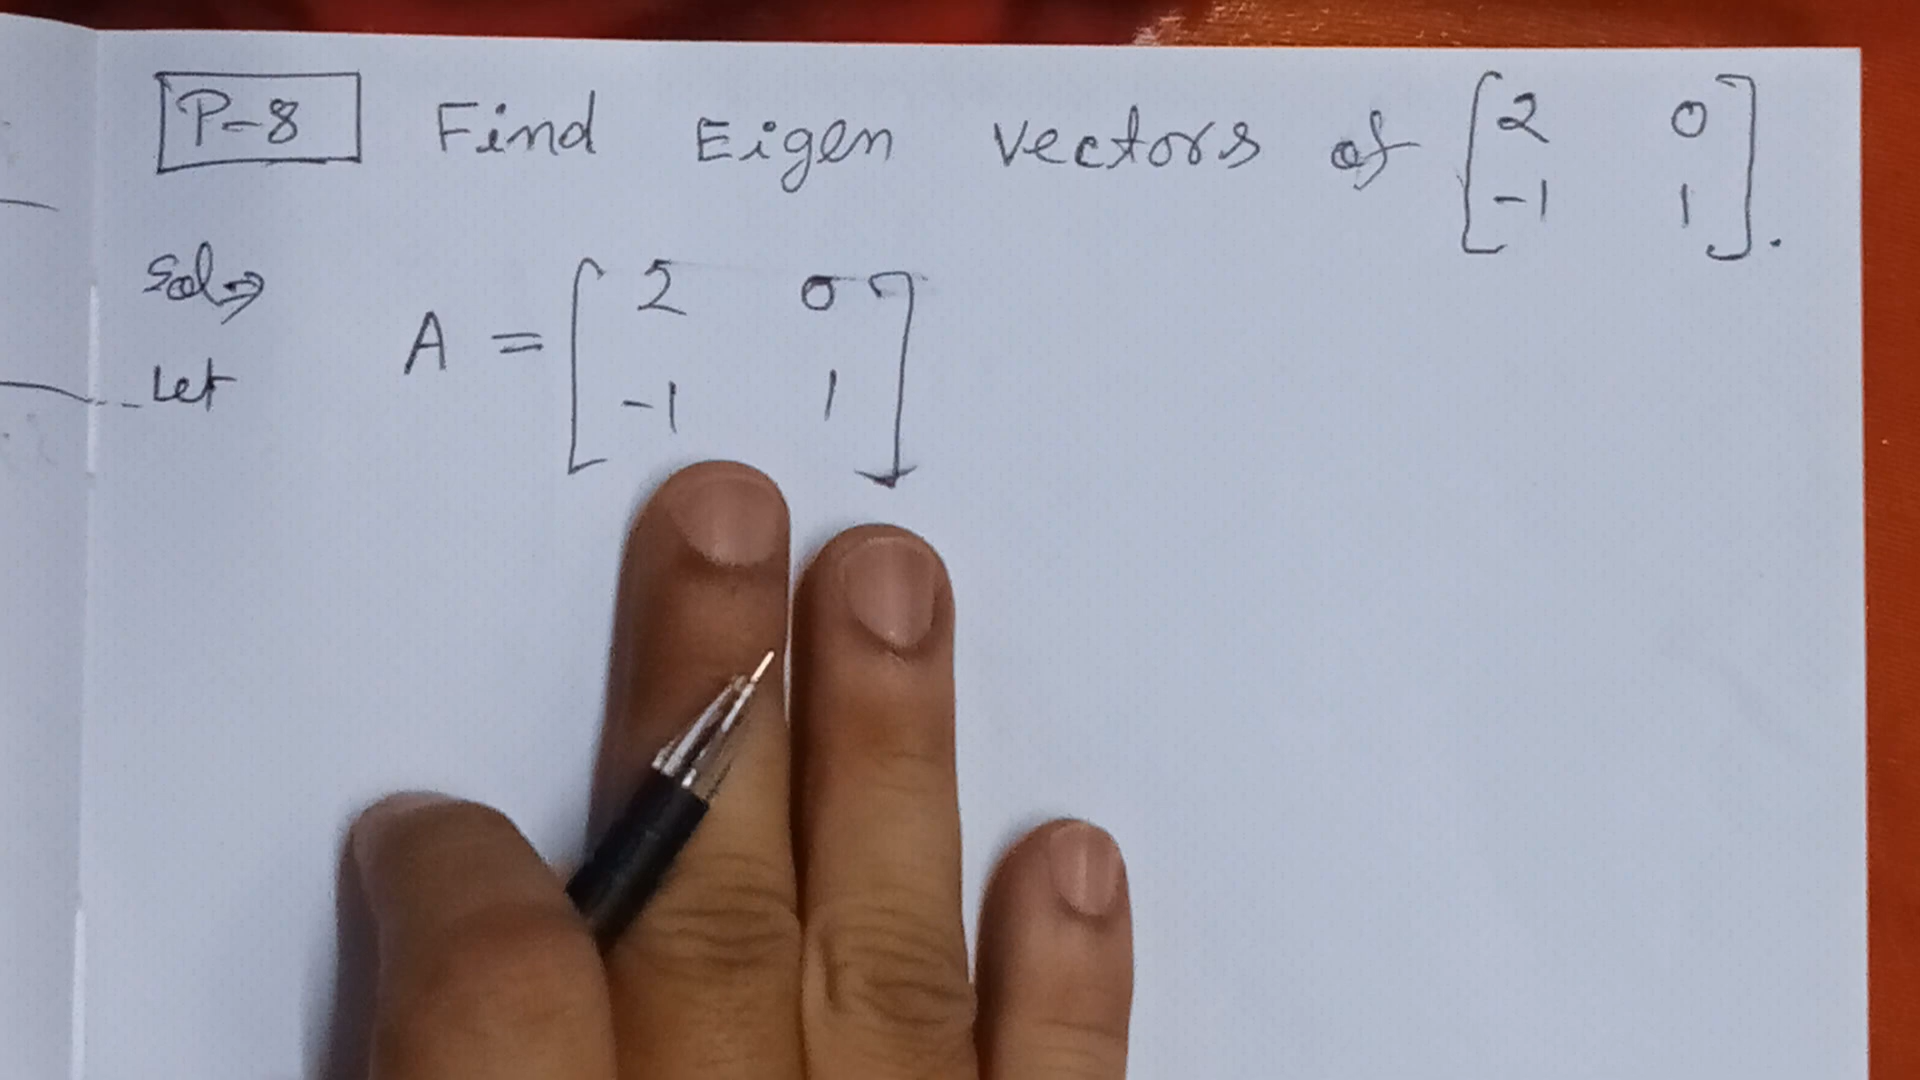 P-8 Find Eigen vectors of [2 0
-1 1].
Sol⇒
Let A = [2 0
-1 1]